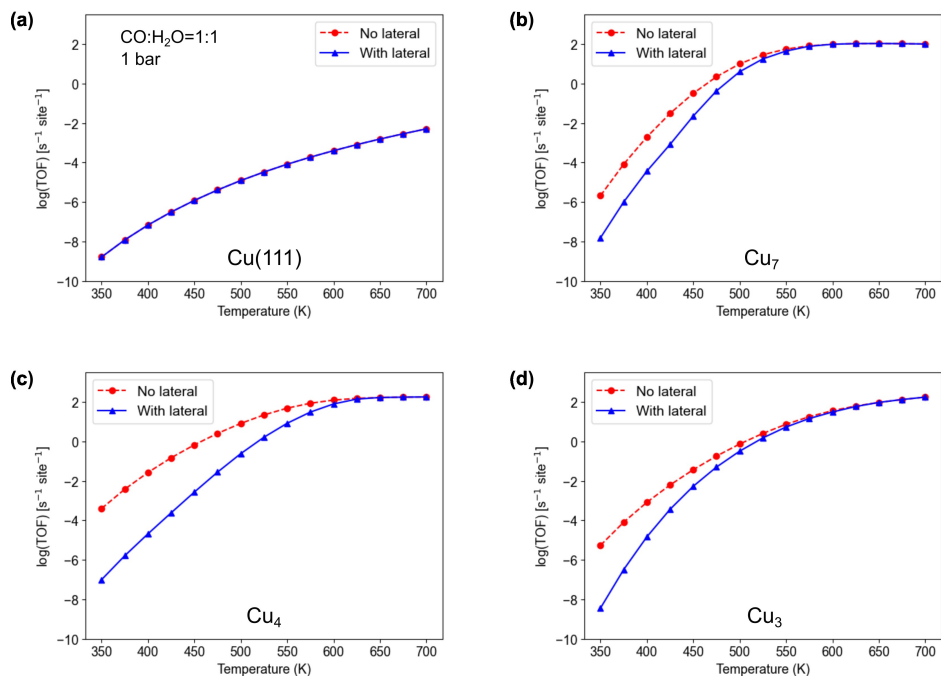 (a)
CO:H₂O=1:1
1 bar
No lateral
With lateral
log(TOF) [s⁻¹ site⁻¹]
2
0
−2
−4
−6
−8
−10
Cu(111)
350 400 450 500 550 600 650 700
Temperature (K)
(b)
No lateral
With lateral
log(TOF) [s⁻¹ site⁻¹]
2
0
−2
−4
−6
−8
−10
Cu₇
350 400 450 500 550 600 650 700
Temperature (K)
(c)
No lateral
With lateral
log(TOF) [s⁻¹ site⁻¹]
2
0
−2
−4
−6
−8
−10
Cu₄
350 400 450 500 550 600 650 700
Temperature (K)
(d)
No lateral
With lateral
log(TOF) [s⁻¹ site⁻¹]
2
0
−2
−4
−6
−8
−10
Cu₃
350 400 450 500 550 600 650 700
Temperature (K)